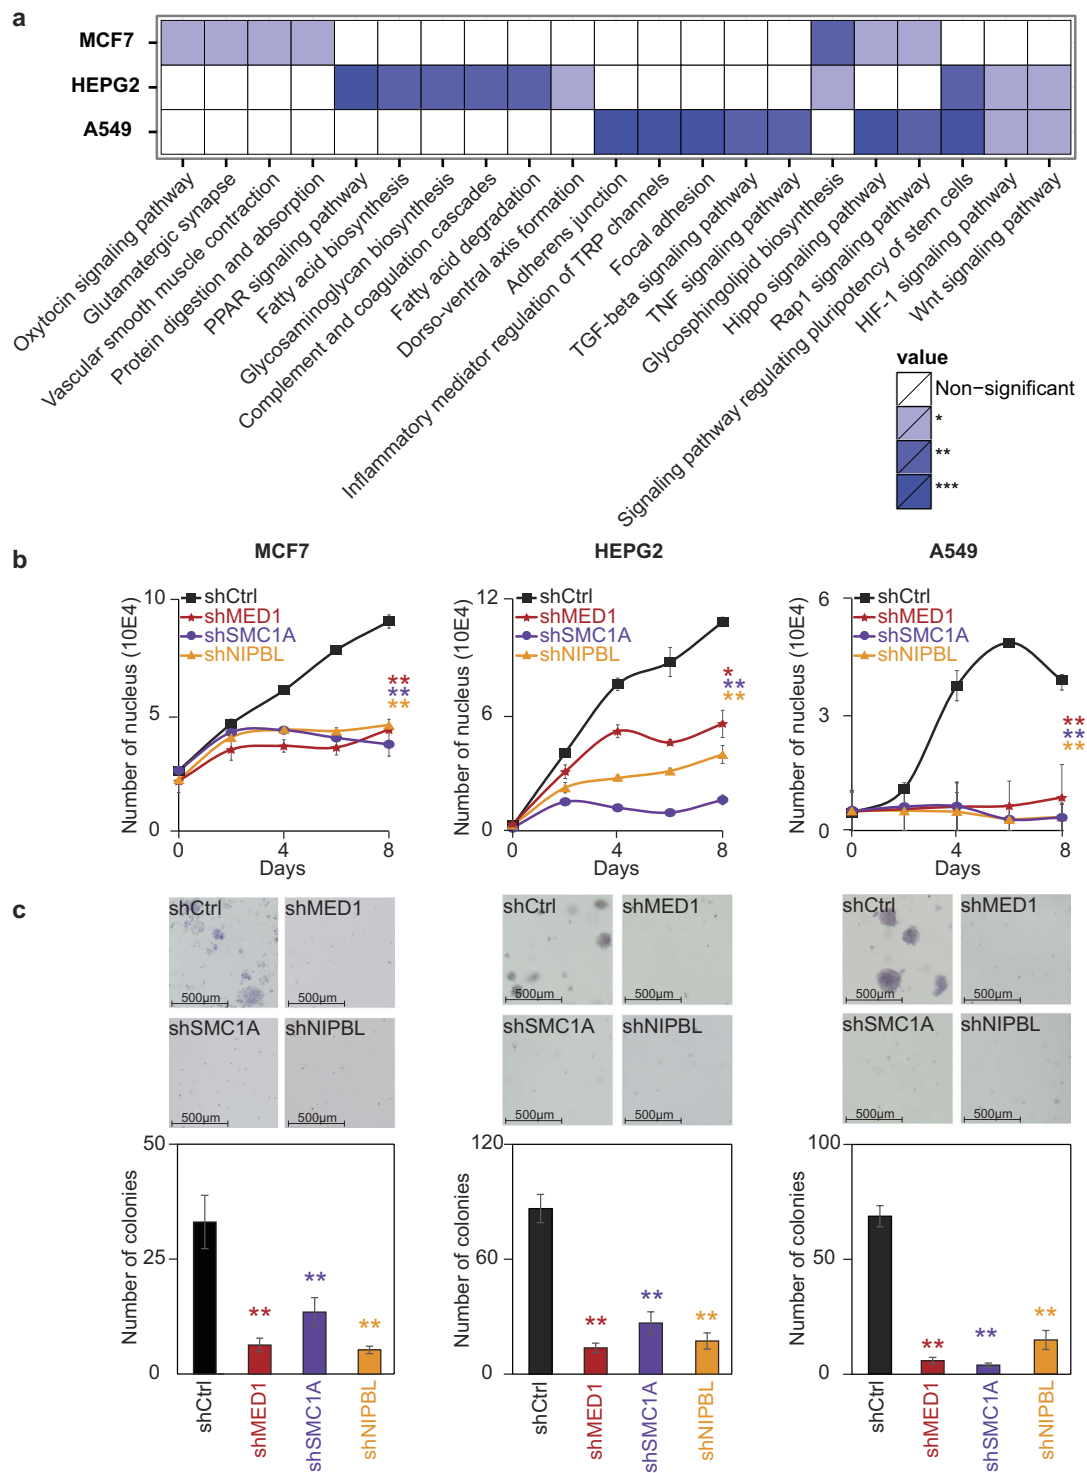 a
MCF7
HEPG2
A549
Oxytocin signaling pathway
Glutamatergic synapse
Vascular smooth muscle contraction
Protein digestion and absorption
PPAR signaling pathway
Fatty acid biosynthesis
Glycosaminoglycan biosynthesis
Complement and coagulation cascades
Fatty acid degradation
Dorso-ventral axis formation
Adherens junction
Inflammatory mediator regulation of TRP channels
Focal adhesion
TGF-beta signaling pathway
TNF signaling pathway
Glycosphingolipid biosynthesis
Hippo signaling pathway
Rap1 signaling pathway
Signaling pathway regulating pluripotency of stem cells
HIF-1 signaling pathway
Wnt signaling pathway
value
Non-significant
*
**
***
b
MCF7
Number of nucleus (10E4)
10
5
0
shCtrl
shMED1
shSMC1A
shNIPBL
**
**
**
0 4 8
Days
HEPG2
Number of nucleus (10E4)
12
6
0
shCtrl
shMED1
shSMC1A
shNIPBL
*
**
**
0 4 8
Days
A549
Number of nucleus (10E4)
6
3
0
shCtrl
shMED1
shSMC1A
shNIPBL
**
**
**
0 4 8
Days
c
shCtrl shMED1
500µm 500µm
shSMC1A shNIPBL
500µm 500µm
shCtrl shMED1
500µm 500µm
shSMC1A shNIPBL
500µm 500µm
shCtrl shMED1
500µm 500µm
shSMC1A shNIPBL
500µm 500µm
Number of colonies
50
25
0
** ** **
shCtrl shMED1 shSMC1A shNIPBL
Number of colonies
120
60
0
** ** **
shCtrl shMED1 shSMC1A shNIPBL
Number of colonies
100
50
0
** ** **
shCtrl shMED1 shSMC1A shNIPBL